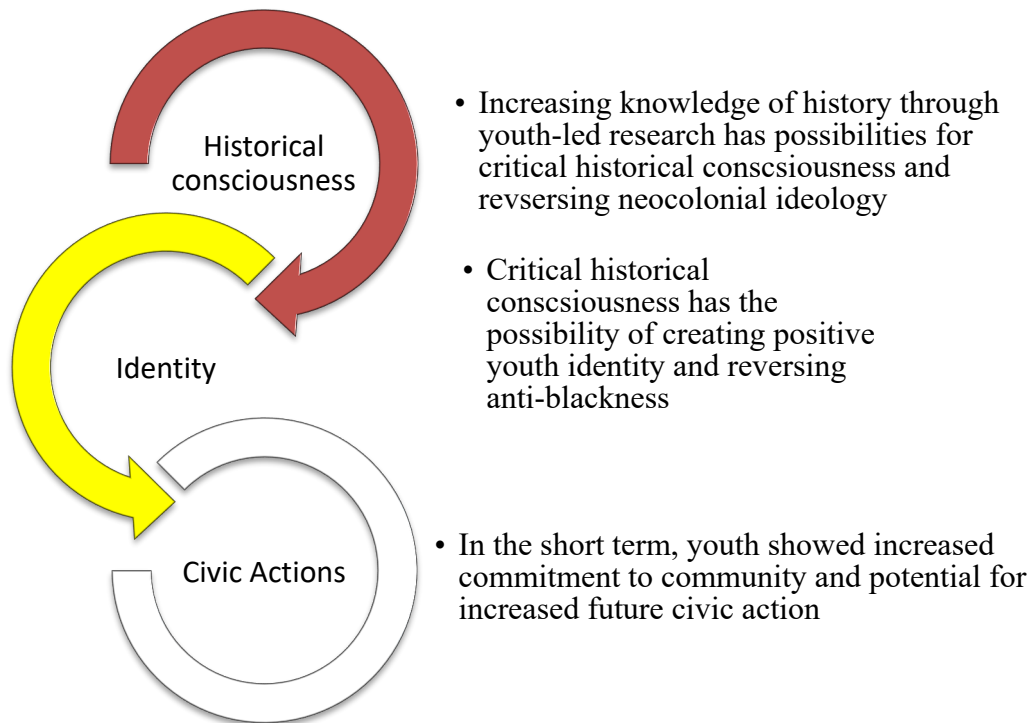 Historical
consciousness
• Increasing knowledge of history through
youth-led research has possibilities for
critical historical conscsiousness and
revsersing neocolonial ideology
Identity
• Critical historical
conscsiousness has the
possibility of creating positive
youth identity and reversing
anti-blackness
Civic Actions
• In the short term, youth showed increased
commitment to community and potential for
increased future civic action